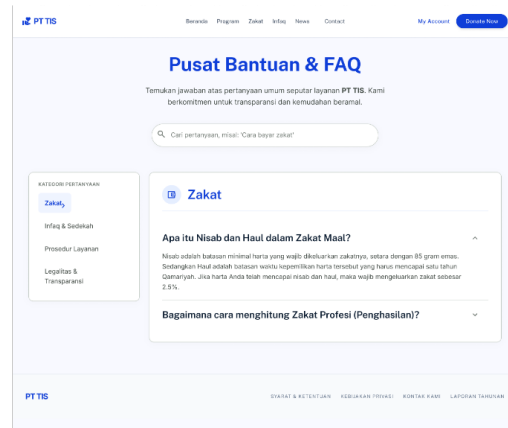 PT TIS
Beranda Program Zakat Infaq News Contact
My Account Donate Now
Pusat Bantuan & FAQ
Temukan jawaban atas pertanyaan umum seputar layanan PT TIS. Kami
berkomitmen untuk transparansi dan kemudahan beramal.
Cari pertanyaan, misal: 'Cara bayar zakat'
KATEGORI PERTANYAAN
Zakat
Infaq & Sedekah
Prosedur Layanan
Legalitas &
Transparansi
Zakat
Apa itu Nisab dan Haul dalam Zakat Maal?
Nisab adalah batasan minimal harta yang wajib dikeluarkan zakatnya, setara dengan 85 gram emas.
Sedangkan Haul adalah batasan waktu kepemilikan harta tersebut yang harus mencapai satu tahun
Qamariyah. Jika harta Anda telah mencapai nisab dan haul, maka wajib mengeluarkan zakat sebesar
2.5%.
Bagaimana cara menghitung Zakat Profesi (Penghasilan)?
PT TIS
SYARAT & KETENTUAN KEBIJAKAN PRIVASI KONTAK KAMI LAPORAN TAHUNAN